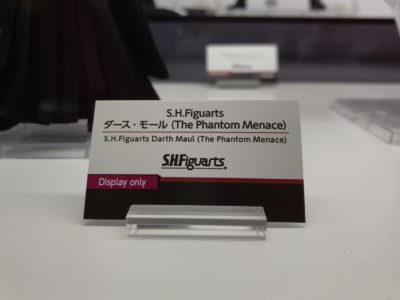 S.H.Figuarts
ダース・モール (The Phantom Menace)
S.H.Figuarts Darth Maul (The Phantom Menace)
S.H.Figuarts
Display only